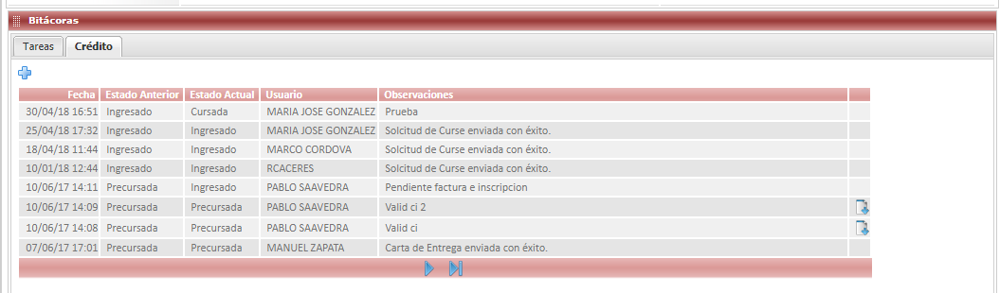 Bitácoras
Tareas Crédito
Fecha Estado Anterior Estado Actual Usuario Observaciones
30/04/18 16:51 Ingresado Cursada MARIA JOSE GONZALEZ Prueba
25/04/18 17:32 Ingresado Ingresado MARIA JOSE GONZALEZ Solcitud de Curse enviada con éxito.
18/04/18 11:44 Ingresado Ingresado MARCO CORDOVA Solcitud de Curse enviada con éxito.
10/01/18 12:44 Ingresado Ingresado RCACERES Solcitud de Curse enviada con éxito.
10/06/17 14:11 Precursada Ingresado PABLO SAAVEDRA Pendiente factura e inscripcion
10/06/17 14:09 Precursada Precursada PABLO SAAVEDRA Valid ci 2
10/06/17 14:08 Precursada Precursada PABLO SAAVEDRA Valid ci
07/06/17 17:01 Precursada Precursada MANUEL ZAPATA Carta de Entrega enviada con éxito.